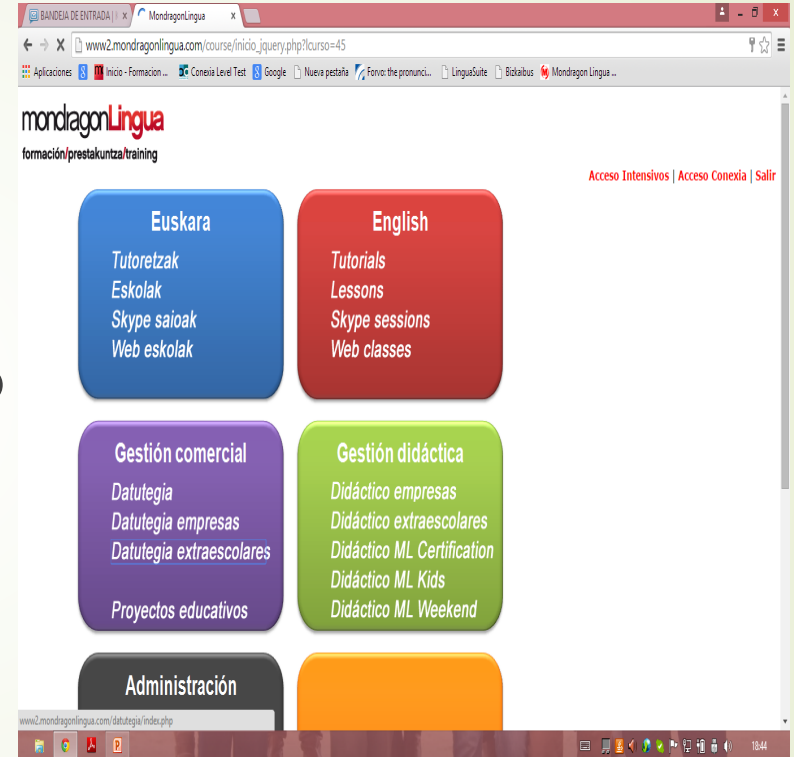 BANDEJA DE ENTRADA |
MondragonLingua
www2.mondragonlingua.com/course/inicio_jquery.php?lcurso=45
Aplicaciones
Inicio - Formacion ...
Conexia Level Test
Google
Nueva pestaña
Forvo: the pronunci...
LinguaSuite
Bizkaibus
Mondragon Lingua ...
mondragonLingua
formación/prestakuntza/training
Acceso Intensivos | Acceso Conexia | Salir
Euskara
Tutoretzak
Eskolak
Skype saioak
Web eskolak
English
Tutorials
Lessons
Skype sessions
Web classes
Gestión comercial
Datutegia
Datutegia empresas
Datutegia extraescolares
Proyectos educativos
Gestión didáctica
Didáctico empresas
Didáctico extraescolares
Didáctico ML Certification
Didáctico ML Kids
Didáctico ML Weekend
Administración
www2.mondragonlingua.com/datutegia/index.php
18:44